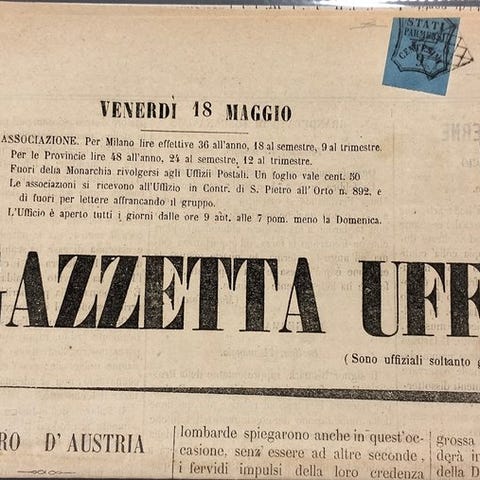 STATI
PARMENSI
CENTESIMI
VENERDÌ 18 MAGGIO
ASSOCIAZIONE. Per Milano lire effettive 36 all'anno, 18 al semestre, 9 al trimestre.
Per le Provincie lire 48 all'anno, 24 al semestre, 12 al trimestre.
Fuori della Monarchia rivolgersi agli Uffizii Postali. Un foglio vale cent. 50
Le associazioni si ricevono all'Uffizio in Contr. di S. Pietro all'Orto n. 892, e
di fuori per lettere affrancando il gruppo.
L'Ufficio è aperto tutti i giorni dalle ore 9 ant. alle 7 pom. meno la Domenica.
GAZZETTA UFF
(Sono uffiziali soltanto g
RO D'AUSTRIA
lombarde spiegarono anche in quest'oc-
casione, senz'essere ad altre seconde,
i fervidi impulsi della loro credenza
grossa
derà in
della D